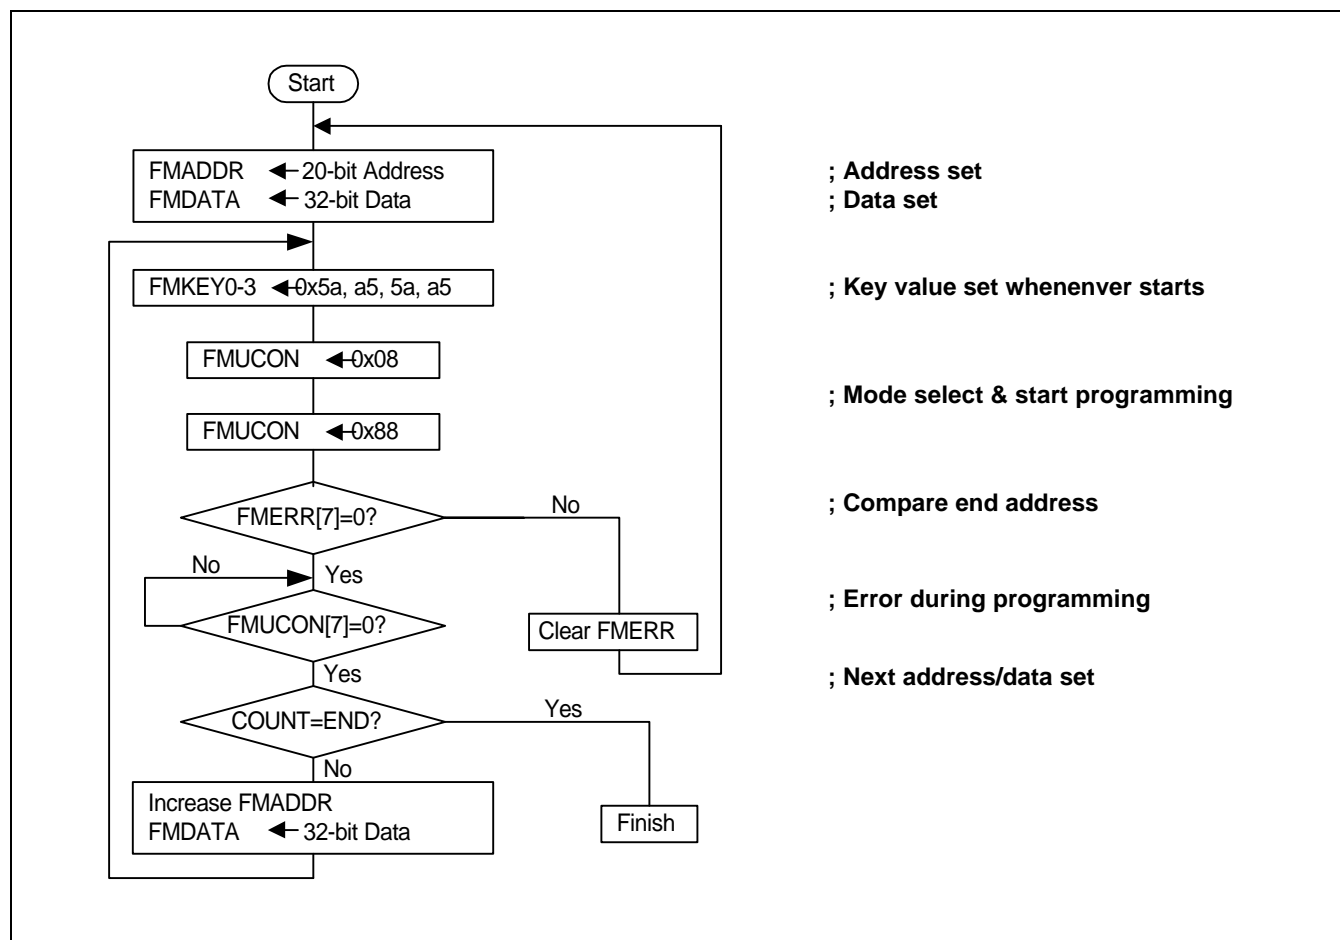 Start
FMADDR ← 20-bit Address
FMDATA ← 32-bit Data
; Address set
; Data set
FMKEY0-3 ← 0x5a, a5, 5a, a5
; Key value set whenenver starts
FMUCON ← 0x08
; Mode select & start programming
FMUCON ← 0x88
FMERR[7]=0?
No
; Compare end address
No
Yes
FMUCON[7]=0?
Clear FMERR
; Error during programming
Yes
; Next address/data set
COUNT=END?
Yes
No
Increase FMADDR
FMDATA ← 32-bit Data
Finish